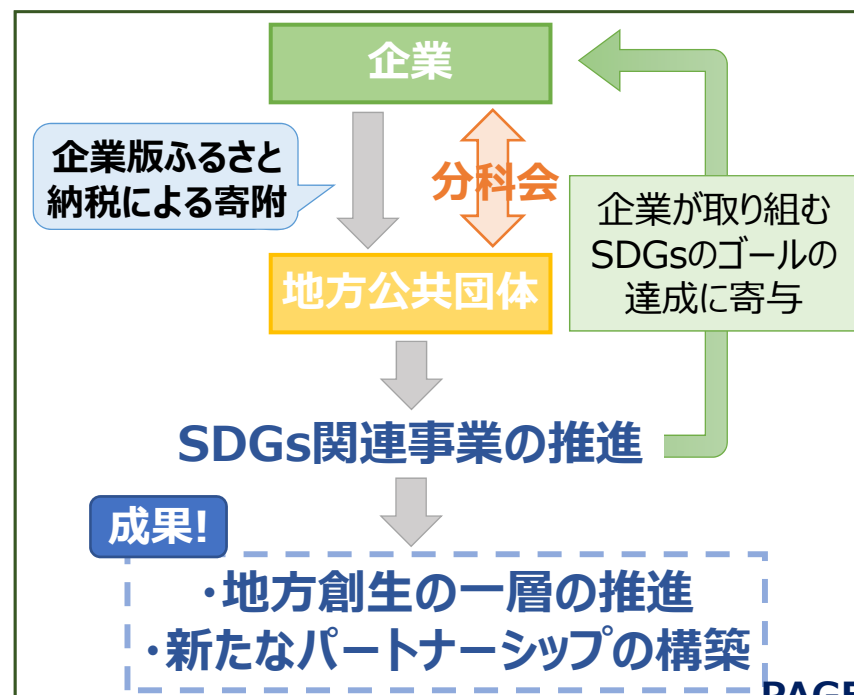 企業
企業版ふるさと
納税による寄附
分科会
企業が取り組む
SDGsのゴールの
達成に寄与
地方公共団体
SDGs関連事業の推進
成果!
・地方創生の一層の推進
・新たなパートナーシップの構築
PAGE